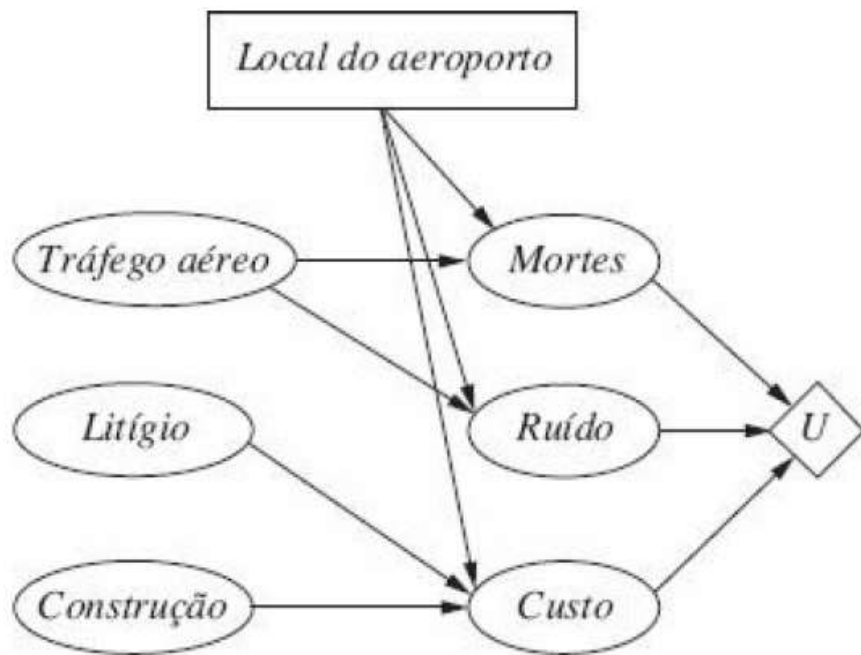 Local do aeroporto
Tráfego aéreo
Mortes
Litígio
Ruído
U
Construção
Custo